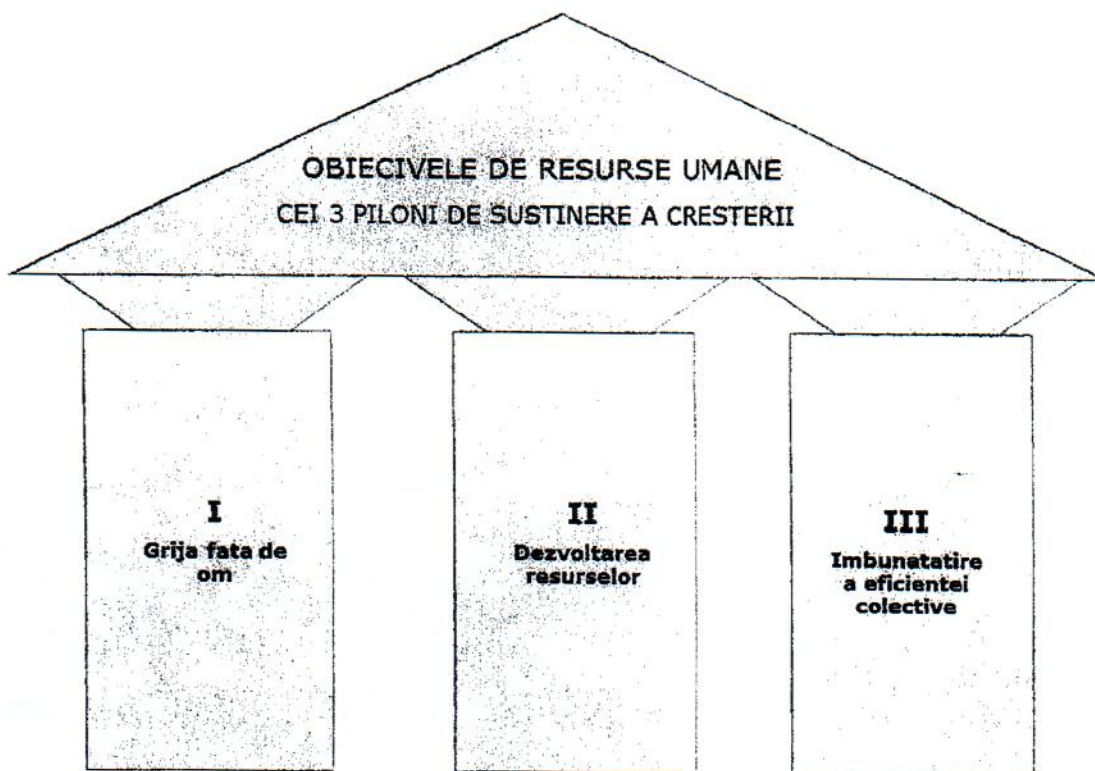 OBIECIVELE DE RESURSE UMANE
CEI 3 PILONI DE SUSTINERE A CRESTERII
I
Grija fata de
om
II
Dezvoltarea
resurselor
III
Imbunatatire
a eficientei
colective